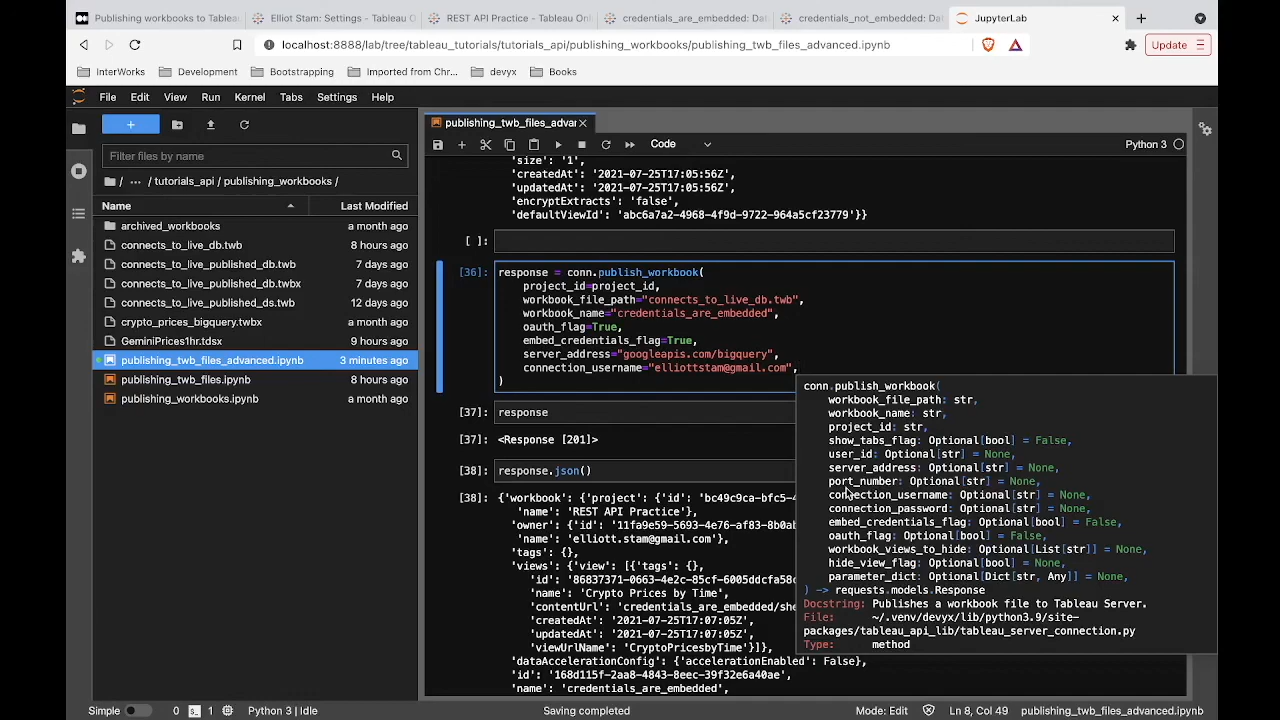 Publishing workbooks to Tablea
Elliot Stam: Settings - Tableau O
REST API Practice - Tableau Onli
credentials_are_embedded: Dat
credentials_not_embedded: Dat
JupyterLab
localhost:8888/lab/tree/tableau_tutorials/tutorials_api/publishing_workbooks/publishing_twb_files_advanced.ipynb
Update
InterWorks
Development
Bootstrapping
Imported from Chr...
devyx
Books
File Edit View Run Kernel Tabs Settings Help
Filter files by name
/ ... / tutorials_api / publishing_workbooks /
Name Last Modified
archived_workbooks a month ago
connects_to_live_db.twb 8 hours ago
connects_to_live_published_db.twb 7 days ago
connects_to_live_published_db.twbx 7 days ago
connects_to_live_published_ds.twb 12 days ago
crypto_prices_bigquery.twbx a month ago
GeminiPrices1hr.tdsx 9 hours ago
publishing_twb_files_advanced.ipynb 3 minutes ago
publishing_twb_files.ipynb 8 hours ago
publishing_workbooks.ipynb a month ago
publishing_twb_files_advar
Code
Python 3
'size': '1',
'createdAt': '2021-07-25T17:05:56Z',
'updatedAt': '2021-07-25T17:05:56Z',
'encryptExtracts': 'false',
'defaultViewId': 'abc6a7a2-4968-4f9d-9722-964a5cf23779'}}
[ ]:
[36]: response = conn.publish_workbook(
project_id=project_id,
workbook_file_path="connects_to_live_db.twb",
workbook_name="credentials_are_embedded",
oauth_flag=True,
embed_credentials_flag=True,
server_address="googleapis.com/bigquery",
connection_username="elliottstam@gmail.com",
)
[37]: response
[37]: <Response [201]>
[38]: response.json()
[38]: {'workbook': {'project': {'id': 'bc49c9ca-bfc5-4
'name': 'REST API Practice'},
'owner': {'id': '11fa9e59-5693-4e76-af83-8b0ab
'name': 'elliott.stam@gmail.com'},
'tags': {},
'views': {'view': [{'tags': {},
'id': '86837371-0663-4e2c-85cf-6005ddcfa58c
'name': 'Crypto Prices by Time',
'contentUrl': 'credentials_are_embedded/she
'createdAt': '2021-07-25T17:07:05Z',
'updatedAt': '2021-07-25T17:07:05Z',
'viewUrlName': 'CryptoPricesbyTime'}]},
'dataAccelerationConfig': {'accelerationEnabled': False},
'id': '168d115f-2aa8-4843-8eec-39f32e6a40ae',
'name': 'credentials_are_embedded',
conn.publish_workbook(
workbook_file_path: str,
workbook_name: str,
project_id: str,
show_tabs_flag: Optional[bool] = False,
user_id: Optional[str] = None,
server_address: Optional[str] = None,
port_number: Optional[str] = None,
connection_username: Optional[str] = None,
connection_password: Optional[str] = None,
embed_credentials_flag: Optional[bool] = False,
oauth_flag: Optional[bool] = False,
workbook_views_to_hide: Optional[List[str]] = None,
hide_view_flag: Optional[bool] = None,
parameter_dict: Optional[Dict[str, Any]] = None,
) -> requests.models.Response
Docstring: Publishes a workbook file to Tableau Server.
File: ~/.venv/devyx/lib/python3.9/site-
packages/tableau_api_lib/tableau_server_connection.py
Type: method
Simple 0 1 Python 3 | Idle Saving completed Mode: Edit Ln 8, Col 49 publishing_twb_files_advanced.ipynb